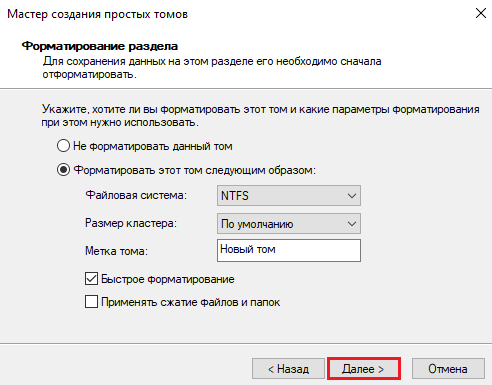 Мастер создания простых томов
Форматирование раздела
Для сохранения данных на этом разделе его необходимо сначала
отформатировать.
Укажите, хотите ли вы форматировать этот том и какие параметры форматирования
при этом нужно использовать.
Не форматировать данный том
Форматировать этот том следующим образом:
Файловая система: NTFS
Размер кластера: По умолчанию
Метка тома: Новый том
Быстрое форматирование
Применять сжатие файлов и папок
< Назад Далее > Отмена